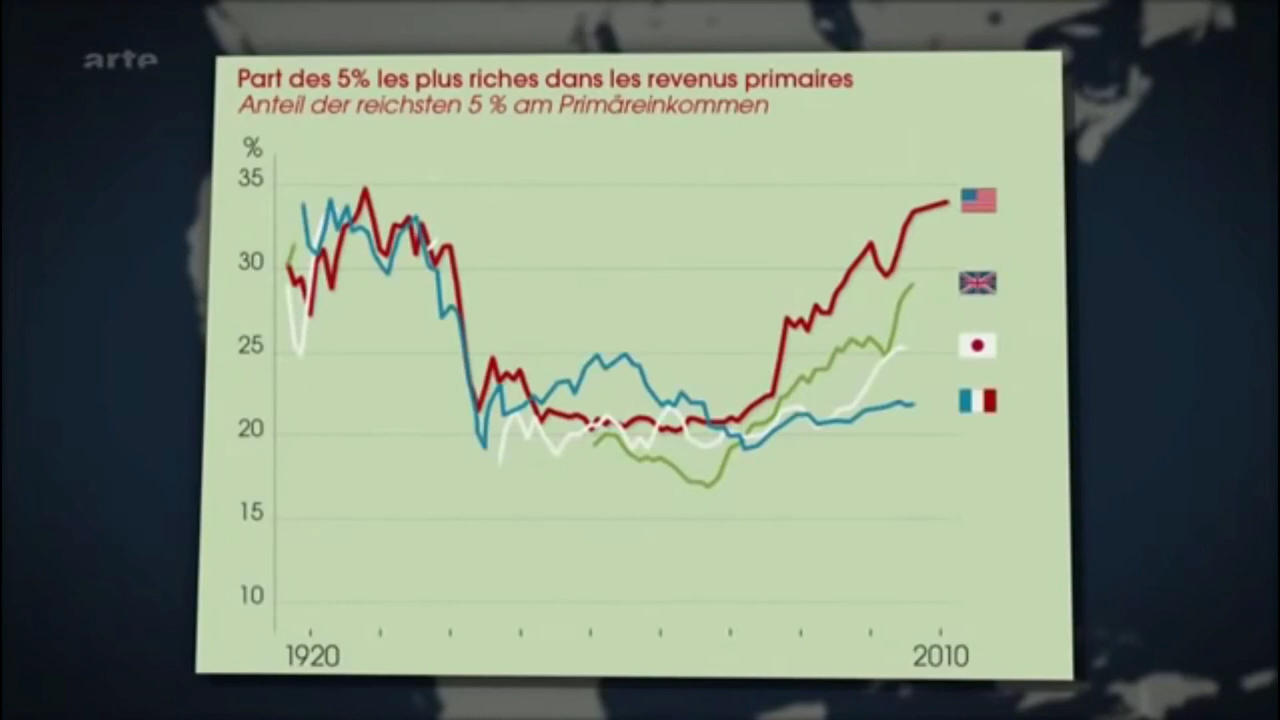 arte
Part des 5% les plus riches dans les revenus primaires
Anteil der reichsten 5 % am Primäreinkommen
%
35
30
25
20
15
10
1920 2010